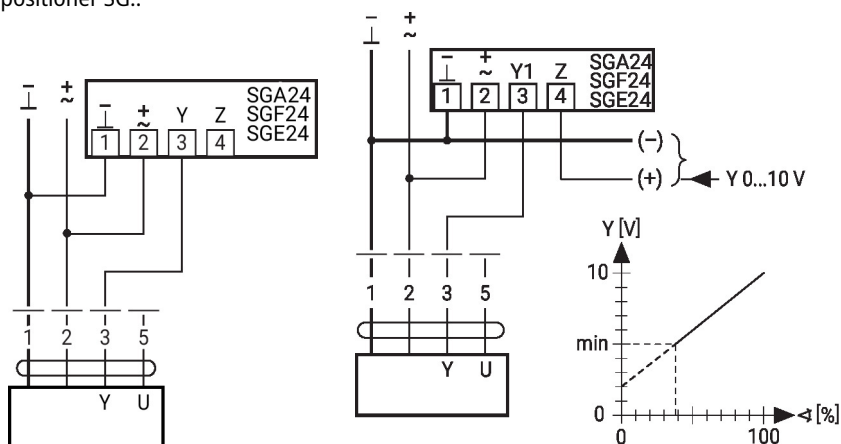 positioner SG..
− +
⊥ ~
− + Y Z
⊥ ~
1 2 3 4
SGA24
SGF24
SGE24
1 2 3 5
Y U
− +
⊥ ~
− + Y1 Z
⊥ ~
1 2 3 4
SGA24
SGF24
SGE24
(−)
(+)
Y 0...10 V
1 2 3 5
Y U
Y [V]
10
min
0
0 100
∢ [%]